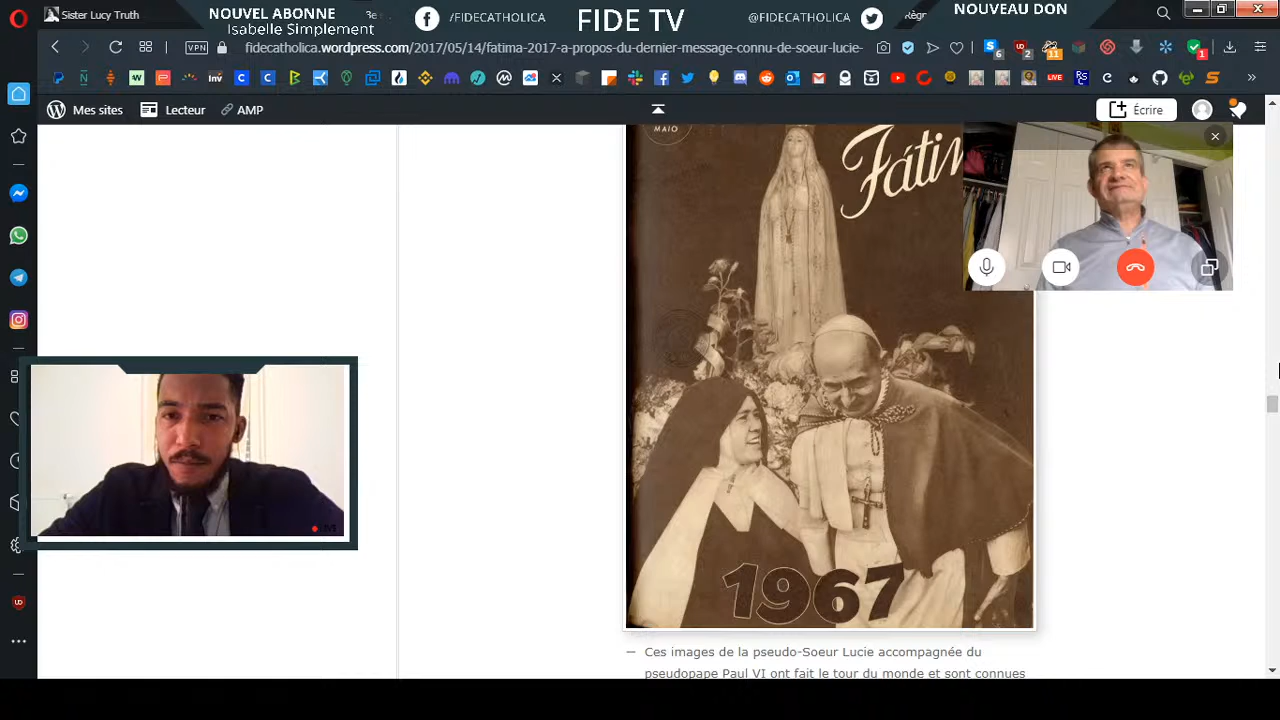 NOUVEL ABONNE
Isabelle Simplement
/FIDECATHOLICA
FIDE TV
@FIDECATHOLICA
NOUVEAU DON
Sister Lucy Truth
VPN
fidecatholica.wordpress.com/2017/05/14/fatima-2017-a-propos-du-dernier-message-connu-de-soeur-lucie-
Mes sites
Lecteur
AMP
Écrire
MAIO
Fátim
1967
— Ces images de la pseudo-Soeur Lucie accompagnée du
pseudopape Paul VI ont fait le tour du monde et sont connues